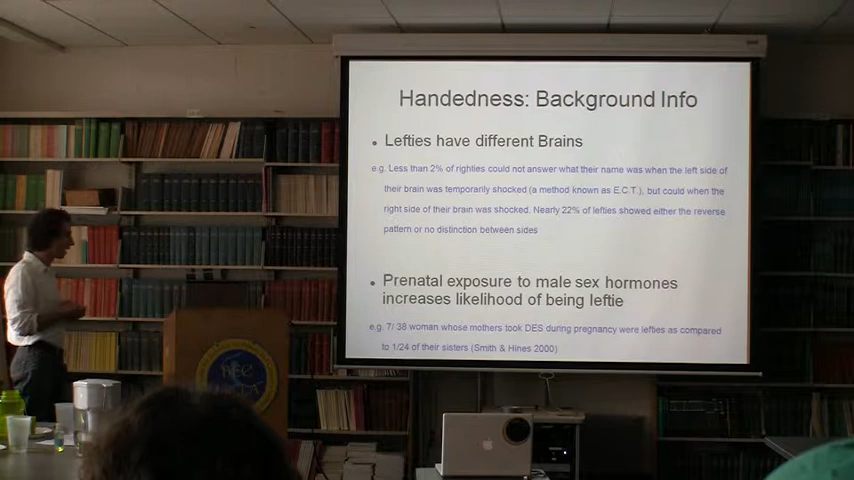 Handedness: Background Info
• Lefties have different Brains
e.g. Less than 2% of righties could not answer what their name was when the left side of
their brain was temporarily shocked (a method known as E.C.T.), but could when the
right side of their brain was shocked. Nearly 22% of lefties showed either the reverse
pattern or no distinction between sides
• Prenatal exposure to male sex hormones
increases likelihood of being leftie
e.g. 7/ 38 woman whose mothers took DES during pregnancy were lefties as compared
to 1/24 of their sisters (Smith & Hines 2000)